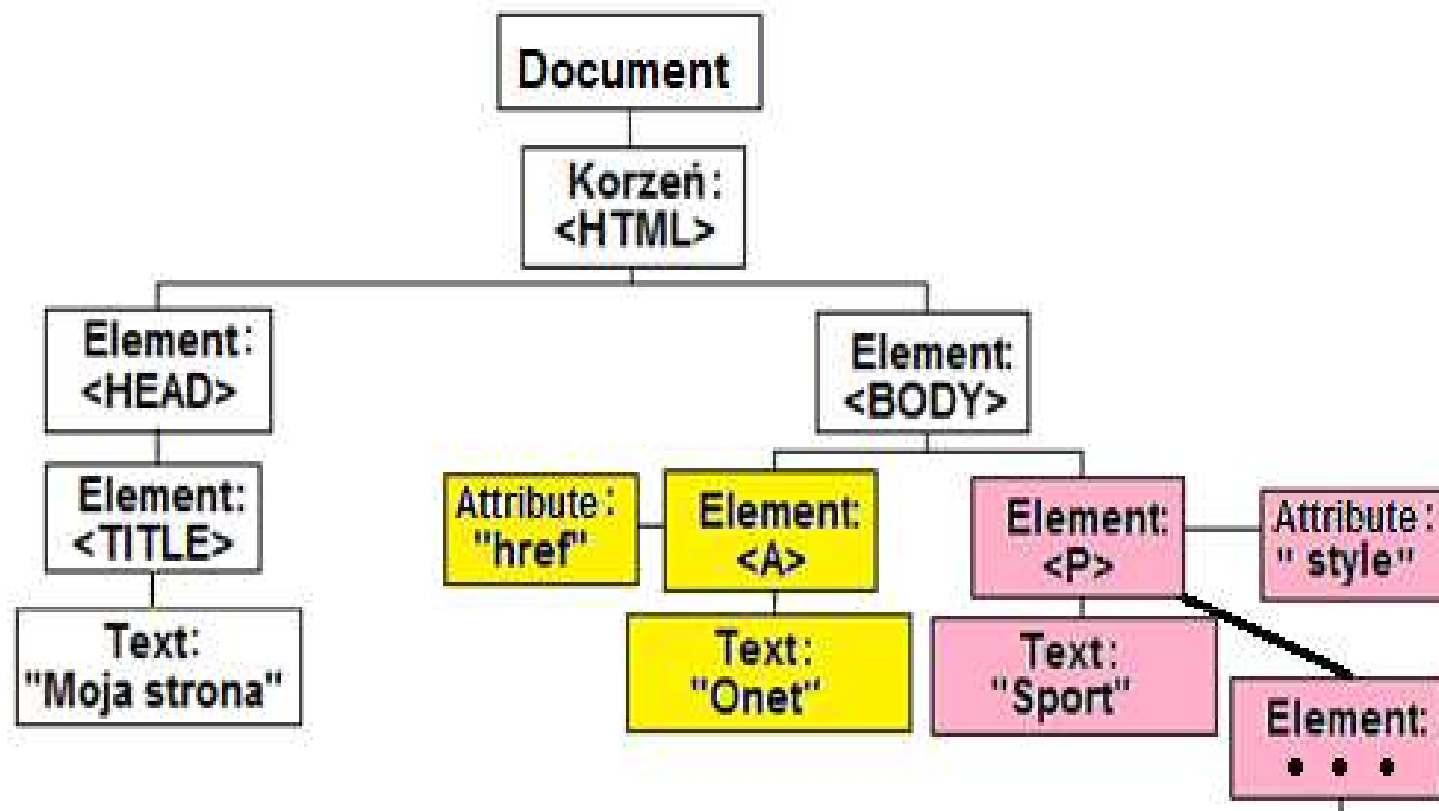 Document
Korzeń:
<HTML>
Element:
<HEAD>
Element:
<BODY>
Element:
<TITLE>
Attribute:
"href"
Element:
<A>
Element:
<P>
Attribute:
" style"
Text:
"Moja strona"
Text:
"Onet"
Text:
"Sport"
Element:
• • •